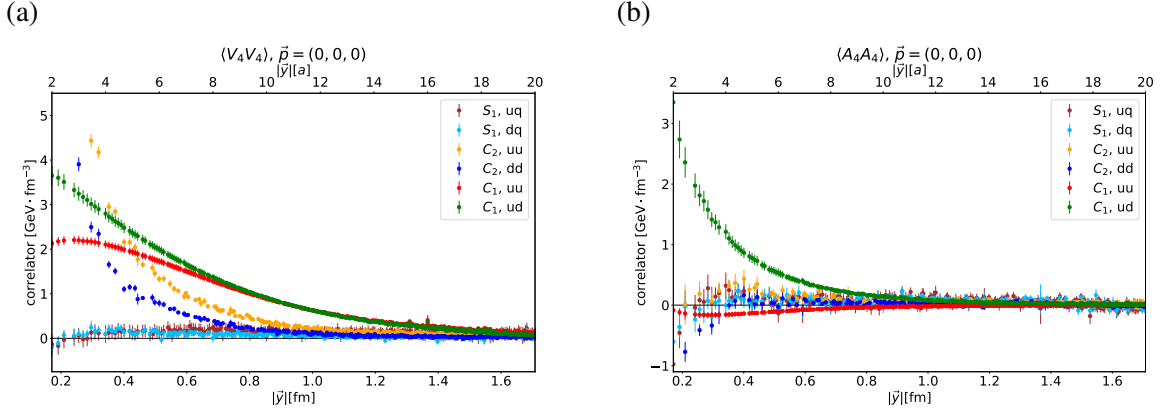 (a)
⟨V₄V₄⟩, p⃗ = (0, 0, 0)
|y⃗|[a]
2 4 6 8 10 12 14 16 18 20
correlator [GeV · fm⁻³]
5
4
3
2
1
0
S₁, uq
S₁, dq
C₂, uu
C₂, dd
C₁, uu
C₁, ud
0.2 0.4 0.6 0.8 1.0 1.2 1.4 1.6
|y⃗|[fm]
(b)
⟨A₄A₄⟩, p⃗ = (0, 0, 0)
|y⃗|[a]
2 4 6 8 10 12 14 16 18 20
correlator [GeV · fm⁻³]
3
2
1
0
−1
S₁, uq
S₁, dq
C₂, uu
C₂, dd
C₁, uu
C₁, ud
0.2 0.4 0.6 0.8 1.0 1.2 1.4 1.6
|y⃗|[fm]